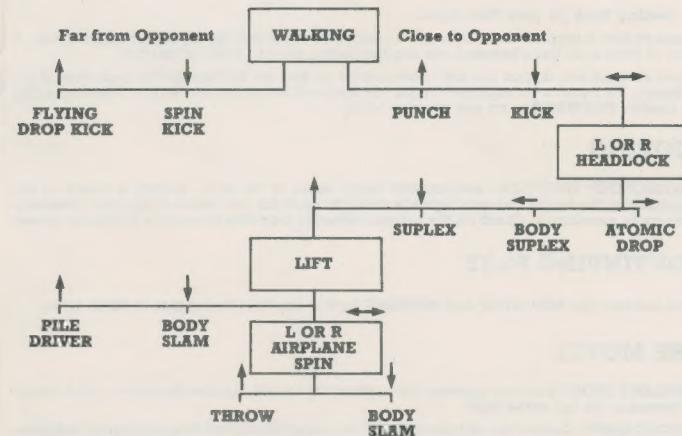 Far from Opponent
WALKING
Close to Opponent
FLYING
DROP KICK
SPIN
KICK
PUNCH
KICK
L OR R
HEADLOCK
SUPLEX
BODY
SUPLEX
ATOMIC
DROP
LIFT
PILE
DRIVER
BODY
SLAM
L OR R
AIRPLANE
SPIN
THROW
BODY
SLAM